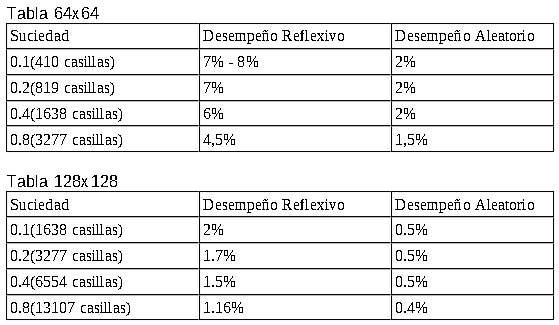 Tabla 64x64
Suciedad Desempeño Reflexivo Desempeño Aleatorio
0.1(410 casillas) 7% - 8% 2%
0.2(819 casillas) 7% 2%
0.4(1638 casillas) 6% 2%
0.8(3277 casillas) 4,5% 1,5%
Tabla 128x128
Suciedad Desempeño Reflexivo Desempeño Aleatorio
0.1(1638 casillas) 2% 0.5%
0.2(3277 casillas) 1.7% 0.5%
0.4(6554 casillas) 1.5% 0.5%
0.8(13107 casillas) 1.16% 0.4%